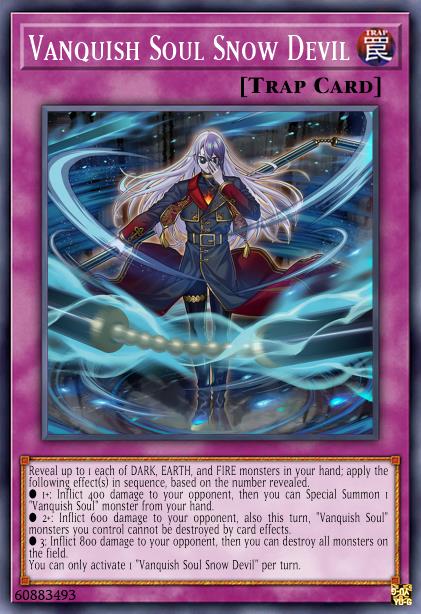 VANQUISH SOUL SNOW DEVIL
TRAP
罠
[TRAP CARD]
Reveal up to 1 each of DARK, EARTH, and FIRE monsters in your hand; apply the
following effect(s) in sequence, based on the number revealed.
● 1+: Inflict 400 damage to your opponent, then you can Special Summon 1
"Vanquish Soul" monster from your hand.
● 2+: Inflict 600 damage to your opponent, also this turn, "Vanquish Soul"
monsters you control cannot be destroyed by card effects.
● 3: Inflict 800 damage to your opponent, then you can destroy all monsters on
the field.
You can only activate 1 "Vanquish Soul Snow Devil" per turn.
60883493